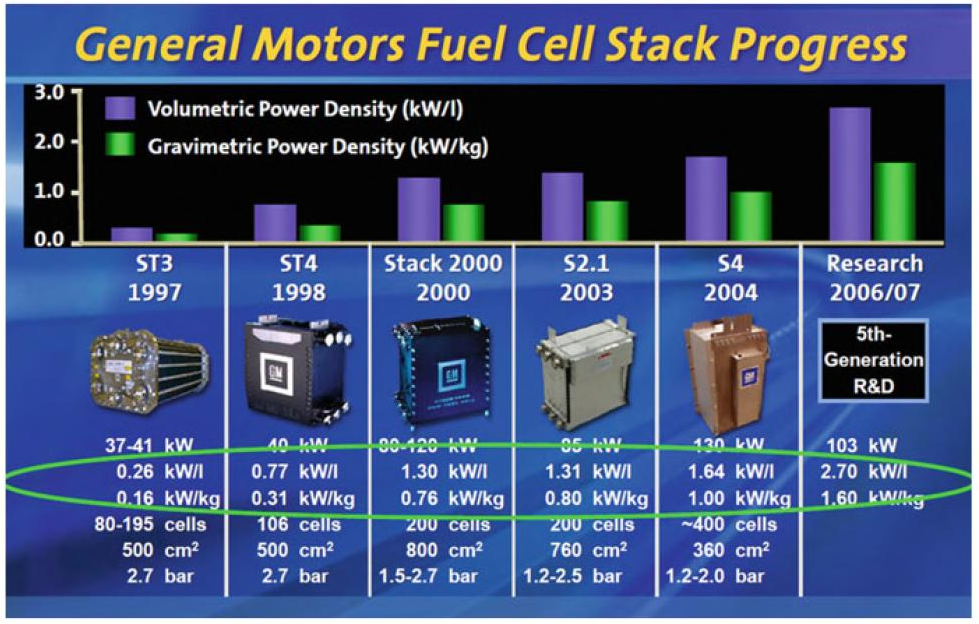 General Motors Fuel Cell Stack Progress
3.0
2.0
1.0
0.0
Volumetric Power Density (kW/l)
Gravimetric Power Density (kW/kg)
ST3
1997
ST4
1998
Stack 2000
2000
S2.1
2003
S4
2004
Research
2006/07
GM
GM
GM
5th-
Generation
R&D
37-41 kW
40 kW
80-120 kW
85 kW
130 kW
103 kW
0.26 kW/l
0.77 kW/l
1.30 kW/l
1.31 kW/l
1.64 kW/l
2.70 kW/l
0.16 kW/kg
0.31 kW/kg
0.76 kW/kg
0.80 kW/kg
1.00 kW/kg
1.60 kW/kg
80-195 cells
106 cells
200 cells
200 cells
~400 cells
500 cm²
500 cm²
800 cm²
760 cm²
360 cm²
2.7 bar
2.7 bar
1.5-2.7 bar
1.2-2.5 bar
1.2-2.0 bar